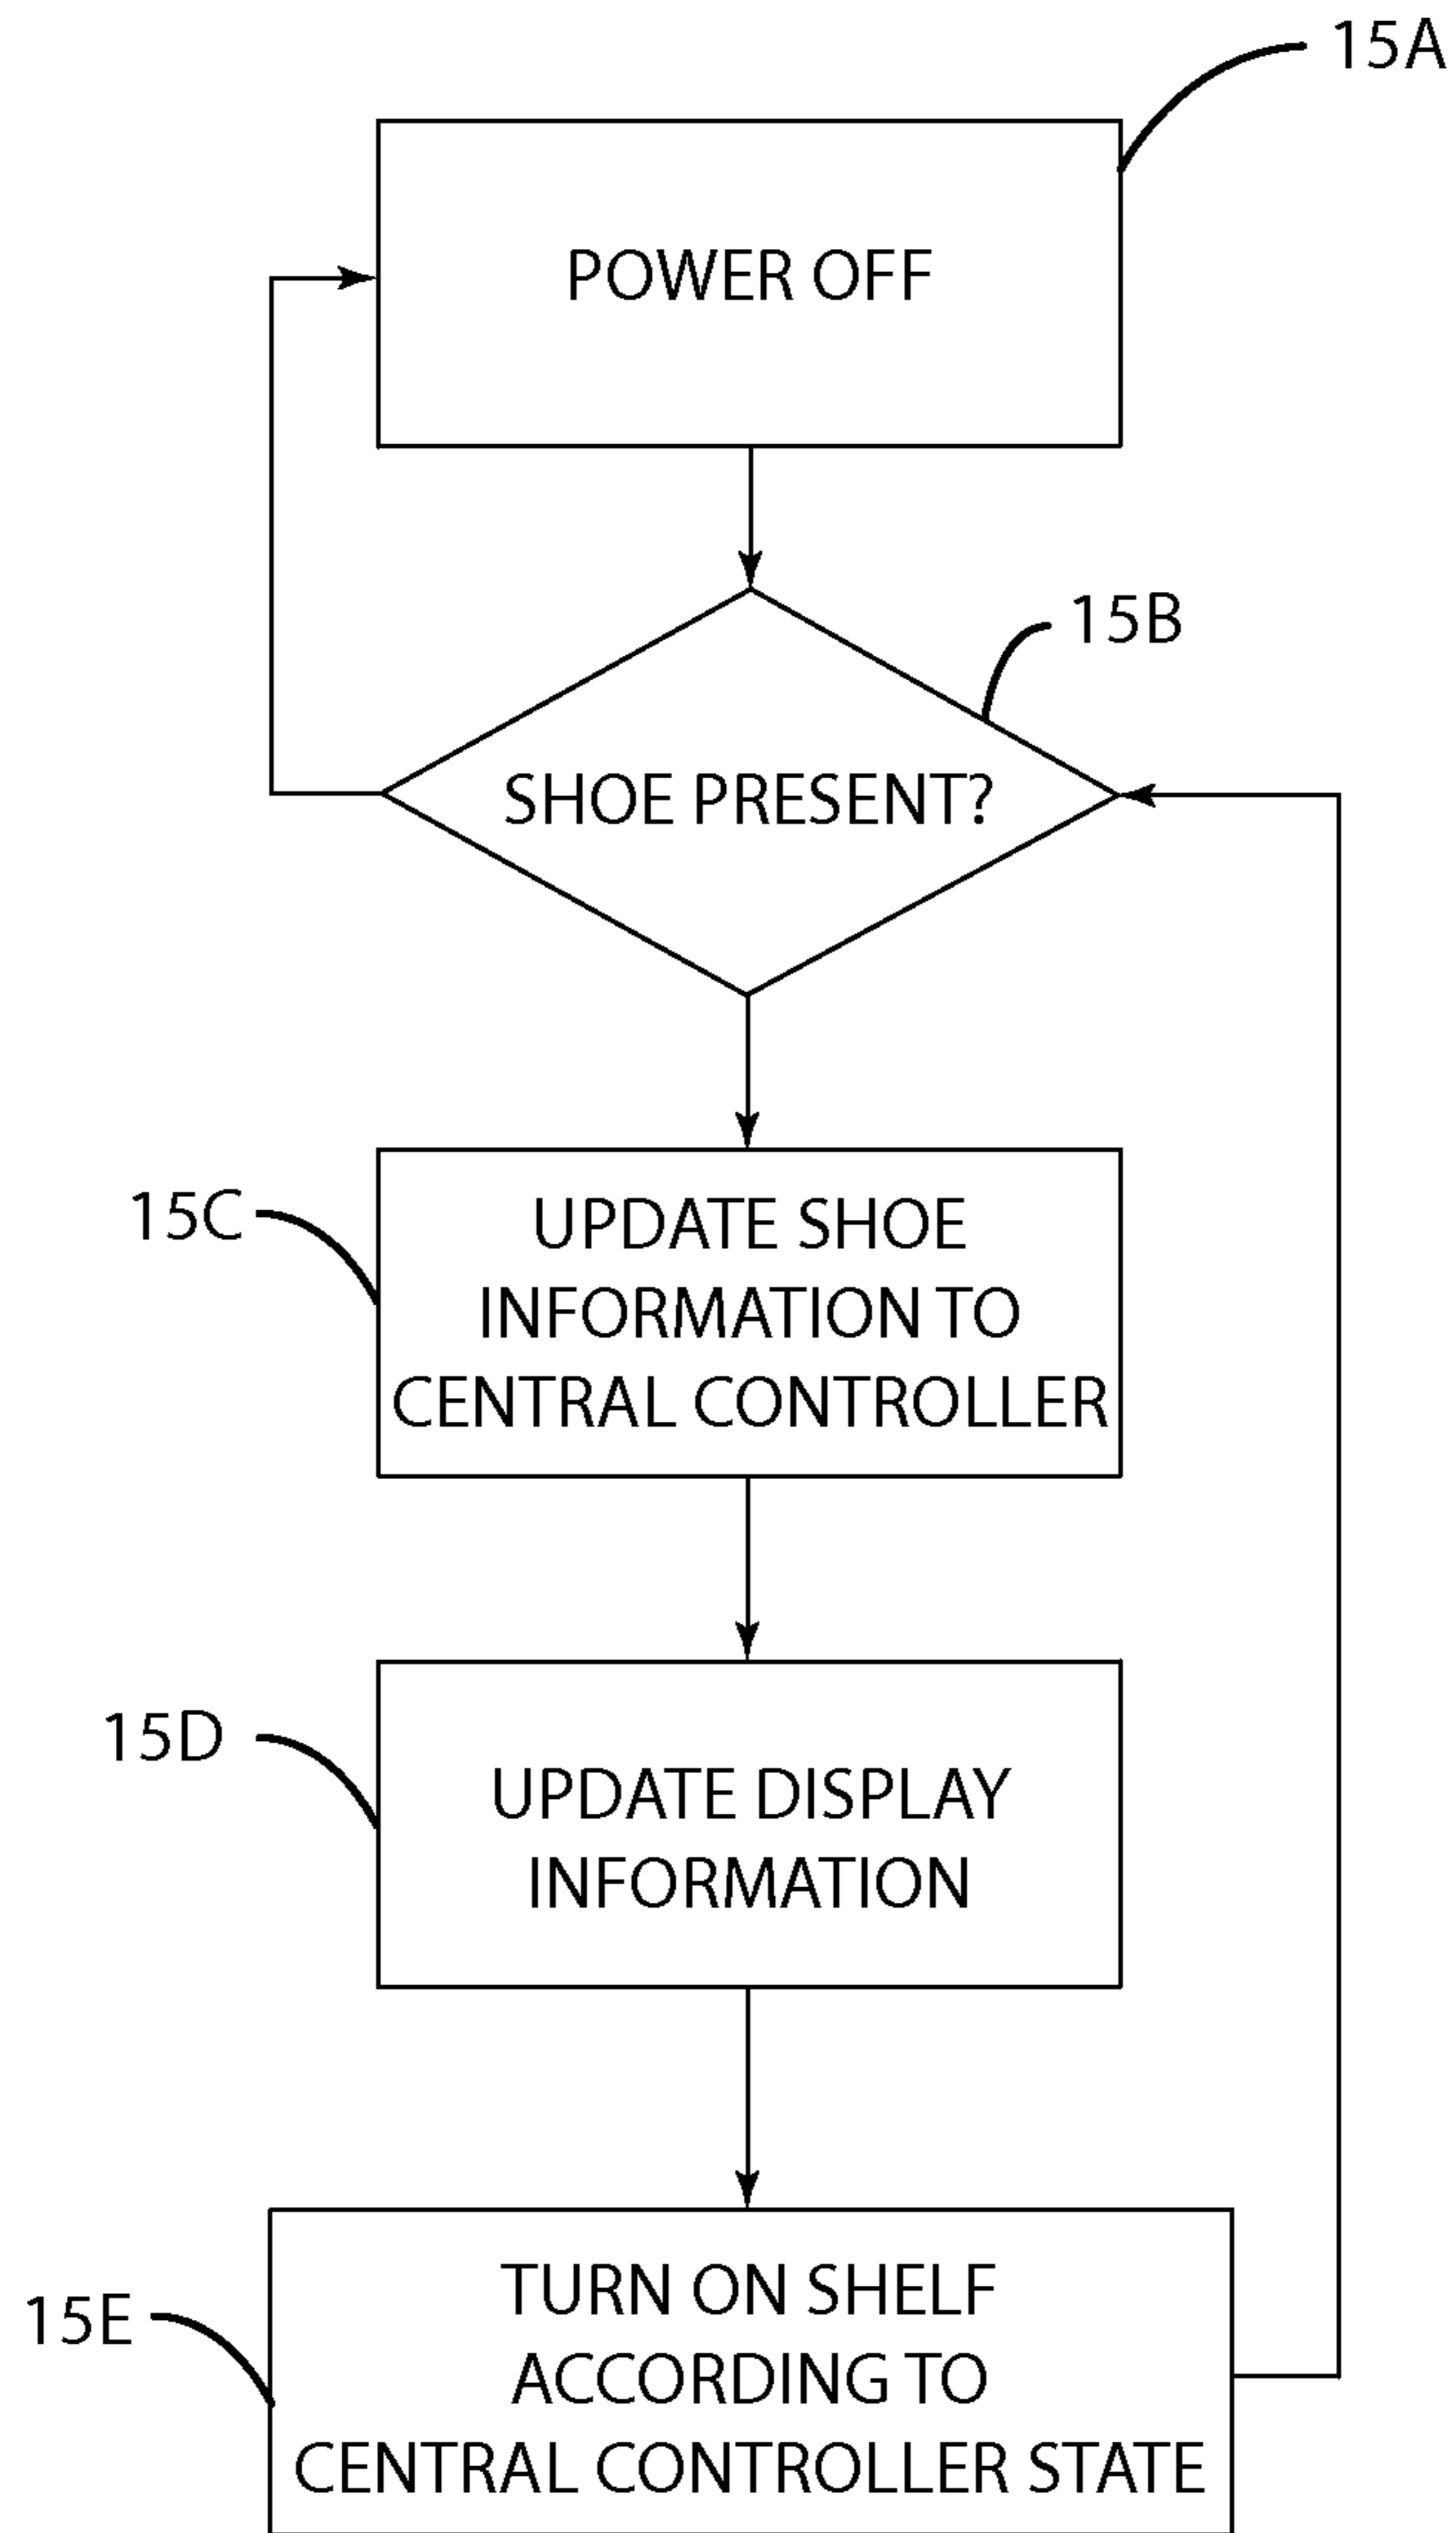 15A
POWER OFF
15B
SHOE PRESENT?
15C
UPDATE SHOE
INFORMATION TO
CENTRAL CONTROLLER
15D
UPDATE DISPLAY
INFORMATION
15E
TURN ON SHELF
ACCORDING TO
CENTRAL CONTROLLER STATE